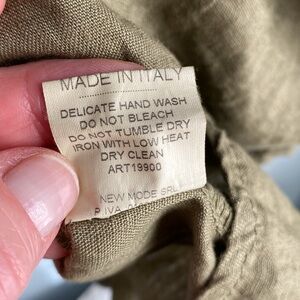 MADE IN ITALY
DELICATE HAND WASH
DO NOT BLEACH
DO NOT TUMBLE DRY
IRON WITH LOW HEAT
DRY CLEAN
ART19900
NEW MODE SRL
P.IVA